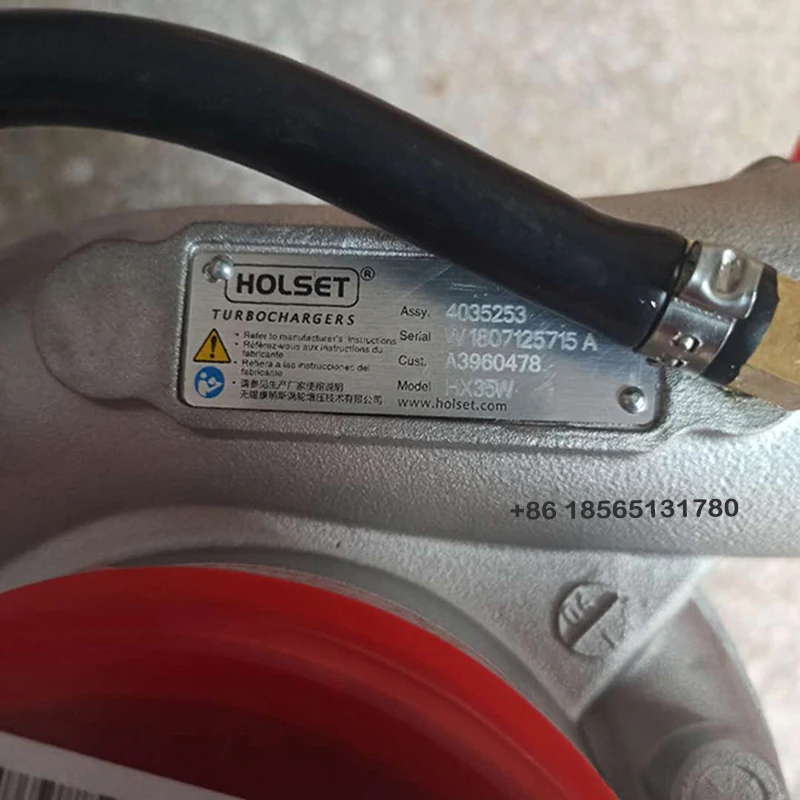 HOLSET®
TURBOCHARGERS
• Refer to manufacturer's instructions
• Référez-vous aux instructions du
fabricante
• Refiera a las instrucciones del
fabricante
• 请参见生产厂家使用说明
无锡康明斯涡轮增压技术有限公司
Assy. 4035253
Serial W1807125715 A
Cust. A3960478
Model HX35W
www.holset.com
+86 18565131780